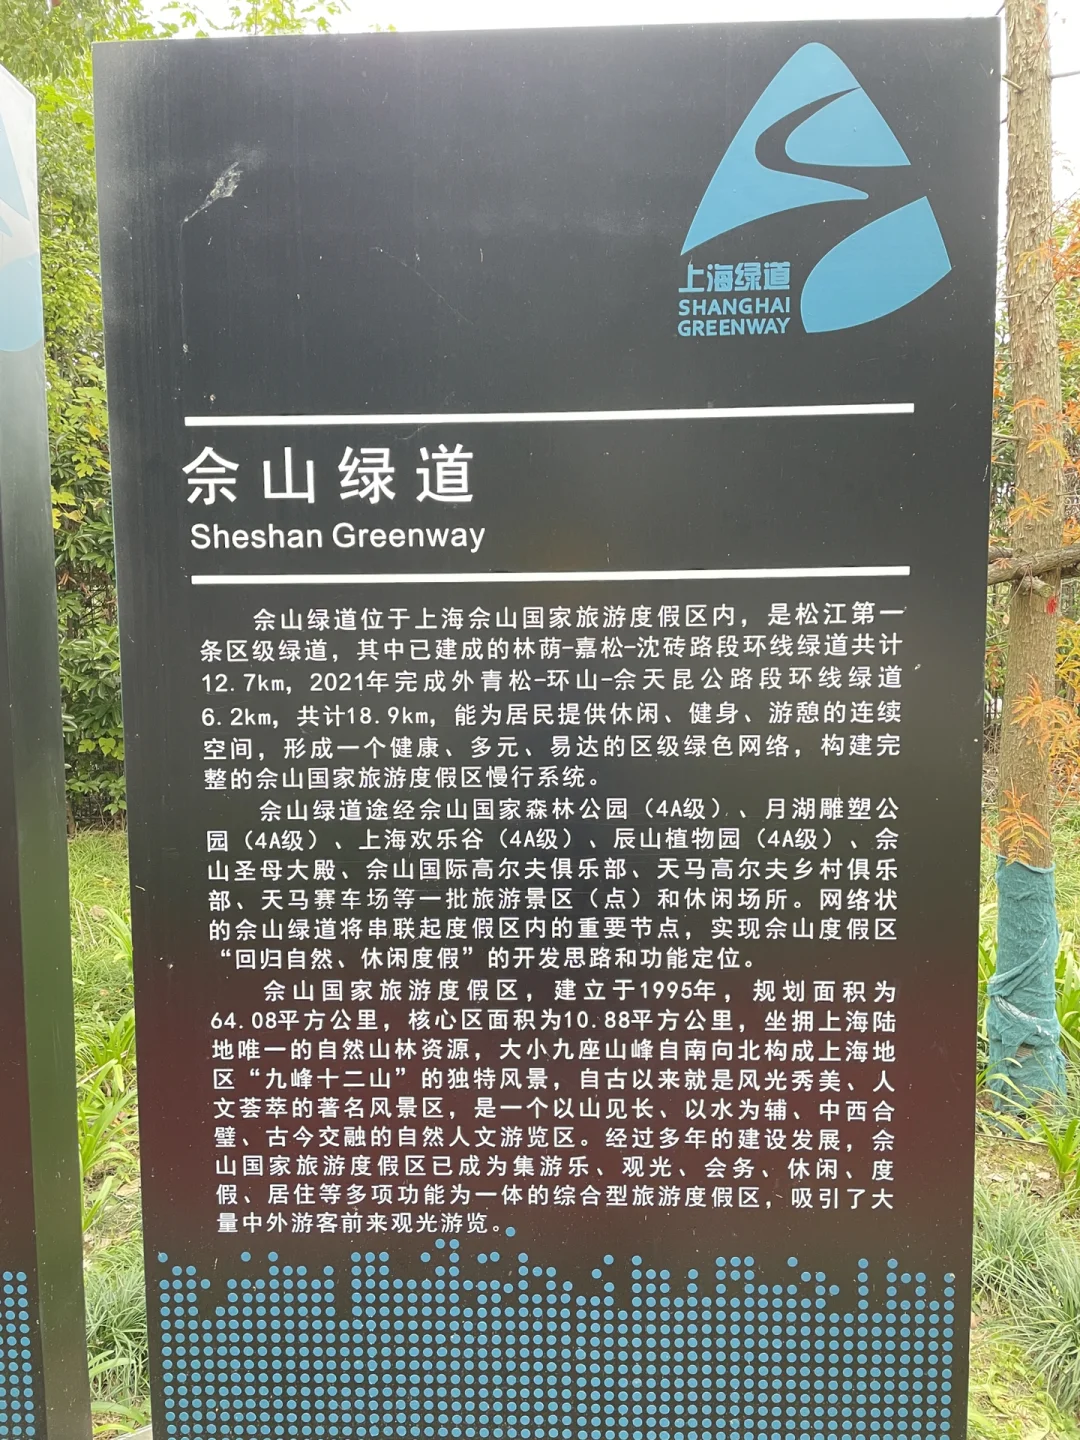 上海绿道
SHANGHAI
GREENWAY
佘山绿道
Sheshan Greenway
佘山绿道位于上海佘山国家旅游度假区内，是松江第一
条区级绿道，其中已建成的林荫-嘉松-沈砖路段环线绿道共计
12.7km，2021年完成外青松-环山-佘天昆公路段环线绿道
6.2km，共计18.9km，能为居民提供休闲、健身、游憩的连续
空间，形成一个健康、多元、易达的区级绿色网络，构建完
整的佘山国家旅游度假区慢行系统。
佘山绿道途经佘山国家森林公园（4A级）、月湖雕塑公
园（4A级）、上海欢乐谷（4A级）、辰山植物园（4A级）、佘
山圣母大殿、佘山国际高尔夫俱乐部、天马高尔夫乡村俱乐
部、天马赛车场等一批旅游景区（点）和休闲场所。网络状
的佘山绿道将串联起度假区内的重要节点，实现佘山度假区
“回归自然、休闲度假”的开发思路和功能定位。
佘山国家旅游度假区，建立于1995年，规划面积为
64.08平方公里，核心区面积为10.88平方公里，坐拥上海陆
地唯一的自然山林资源，大小九座山峰自南向北构成上海地
区“九峰十二山”的独特风景，自古以来就是风光秀美、人
文荟萃的著名风景区，是一个以山见长、以水为辅、中西合
璧、古今交融的自然人文游览区。经过多年的建设发展，佘
山国家旅游度假区已成为集游乐、观光、会务、休闲、度
假、居住等多项功能为一体的综合型旅游度假区，吸引了大
量中外游客前来观光游览。